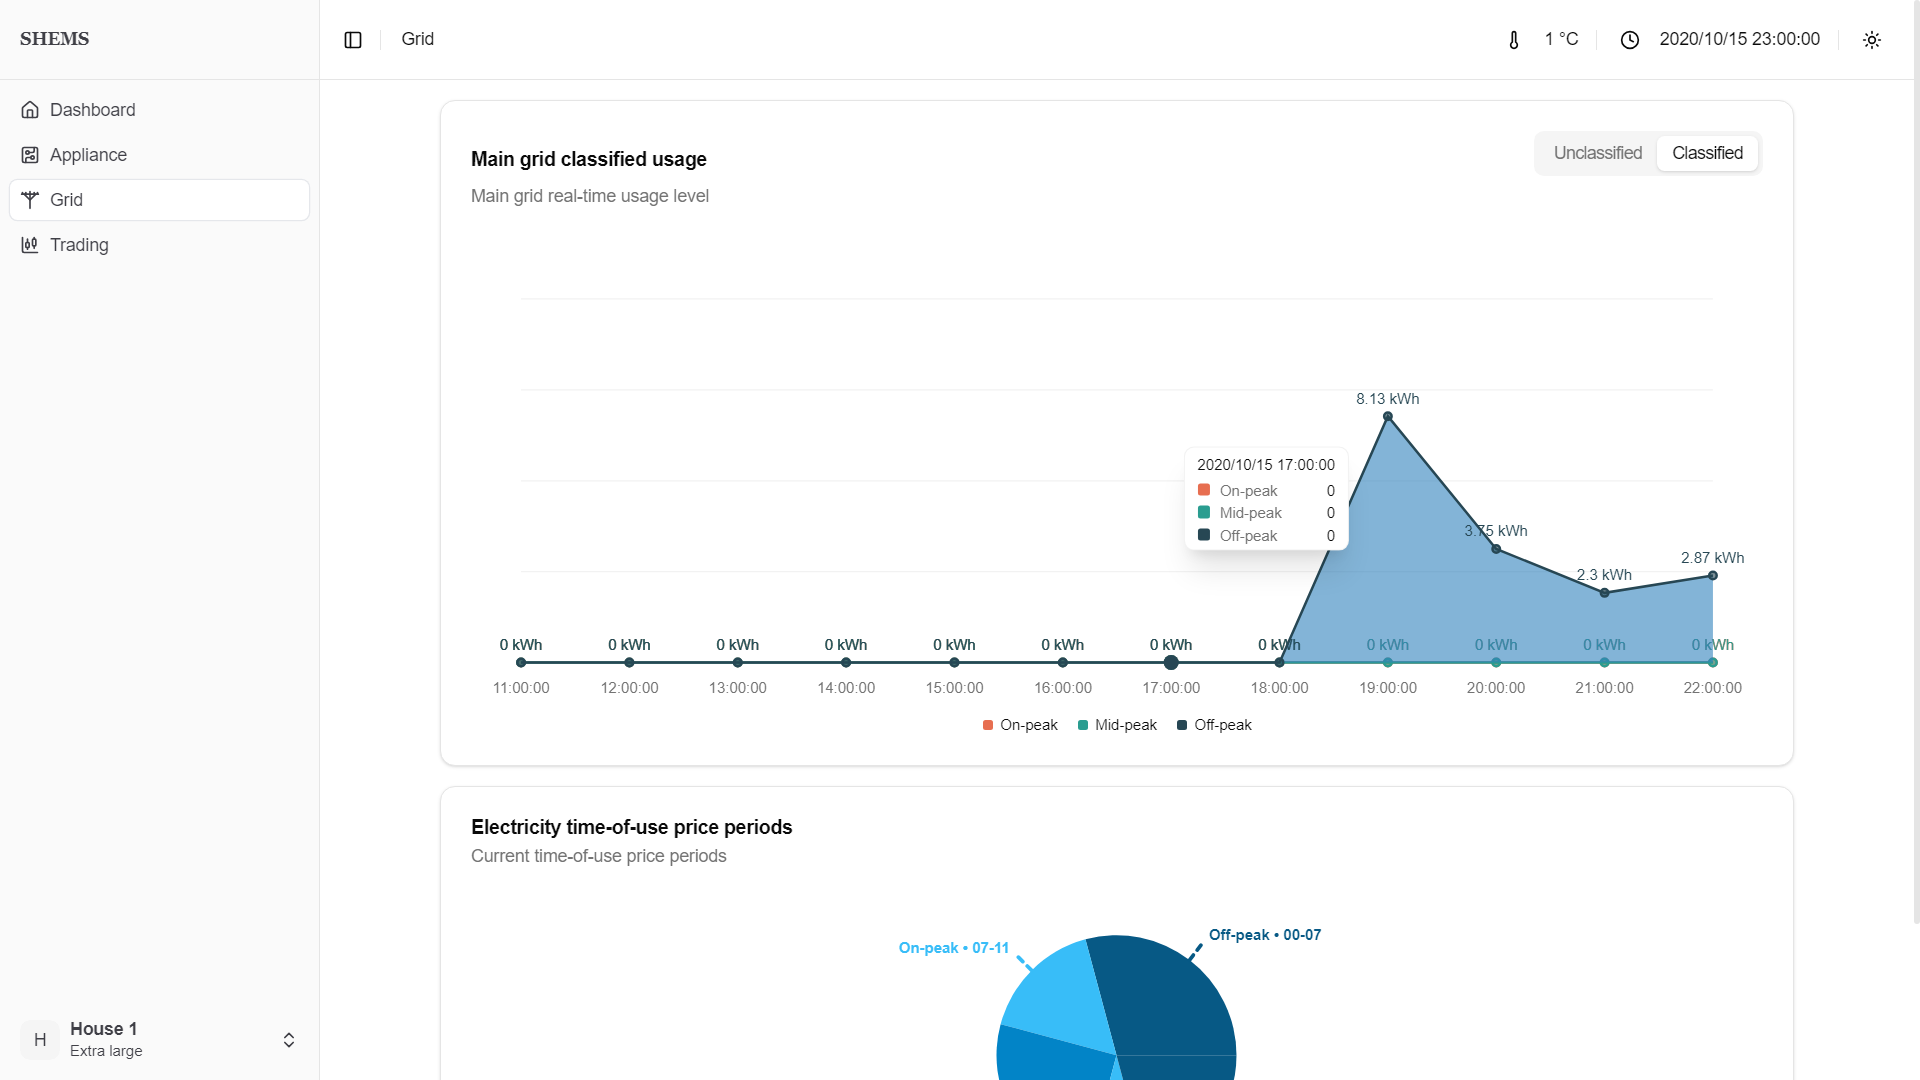 SHEMS
Grid
1 °C
2020/10/15 23:00:00
Dashboard
Appliance
Grid
Trading
Main grid classified usage
Main grid real-time usage level
Unclassified
Classified
8.13 kWh
2020/10/15 17:00:00
On-peak 0
Mid-peak 0
Off-peak 0
3.75 kWh
2.3 kWh
2.87 kWh
0 kWh 0 kWh 0 kWh 0 kWh 0 kWh 0 kWh 0 kWh 0 kWh 0 kWh 0 kWh 0 kWh 0 kWh
11:00:00 12:00:00 13:00:00 14:00:00 15:00:00 16:00:00 17:00:00 18:00:00 19:00:00 20:00:00 21:00:00 22:00:00
On-peak Mid-peak Off-peak
Electricity time-of-use price periods
Current time-of-use price periods
On-peak • 07-11
Off-peak • 00-07
H
House 1
Extra large